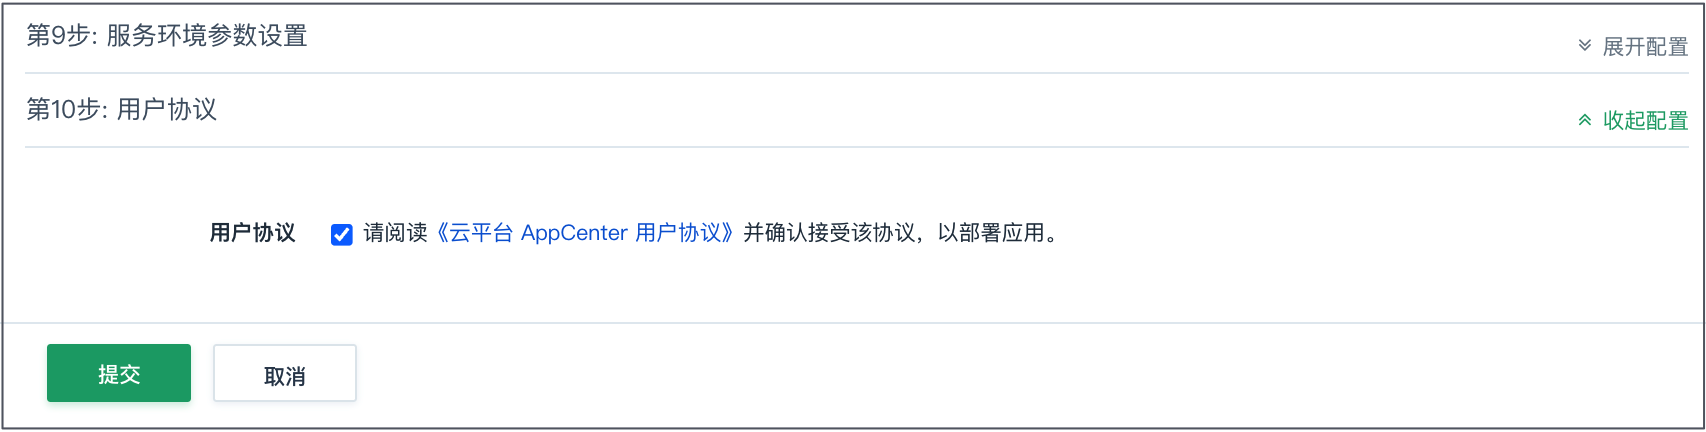 第9步: 服务环境参数设置
展开配置
第10步: 用户协议
收起配置
用户协议 请阅读《云平台 AppCenter 用户协议》并确认接受该协议，以部署应用。
提交 取消